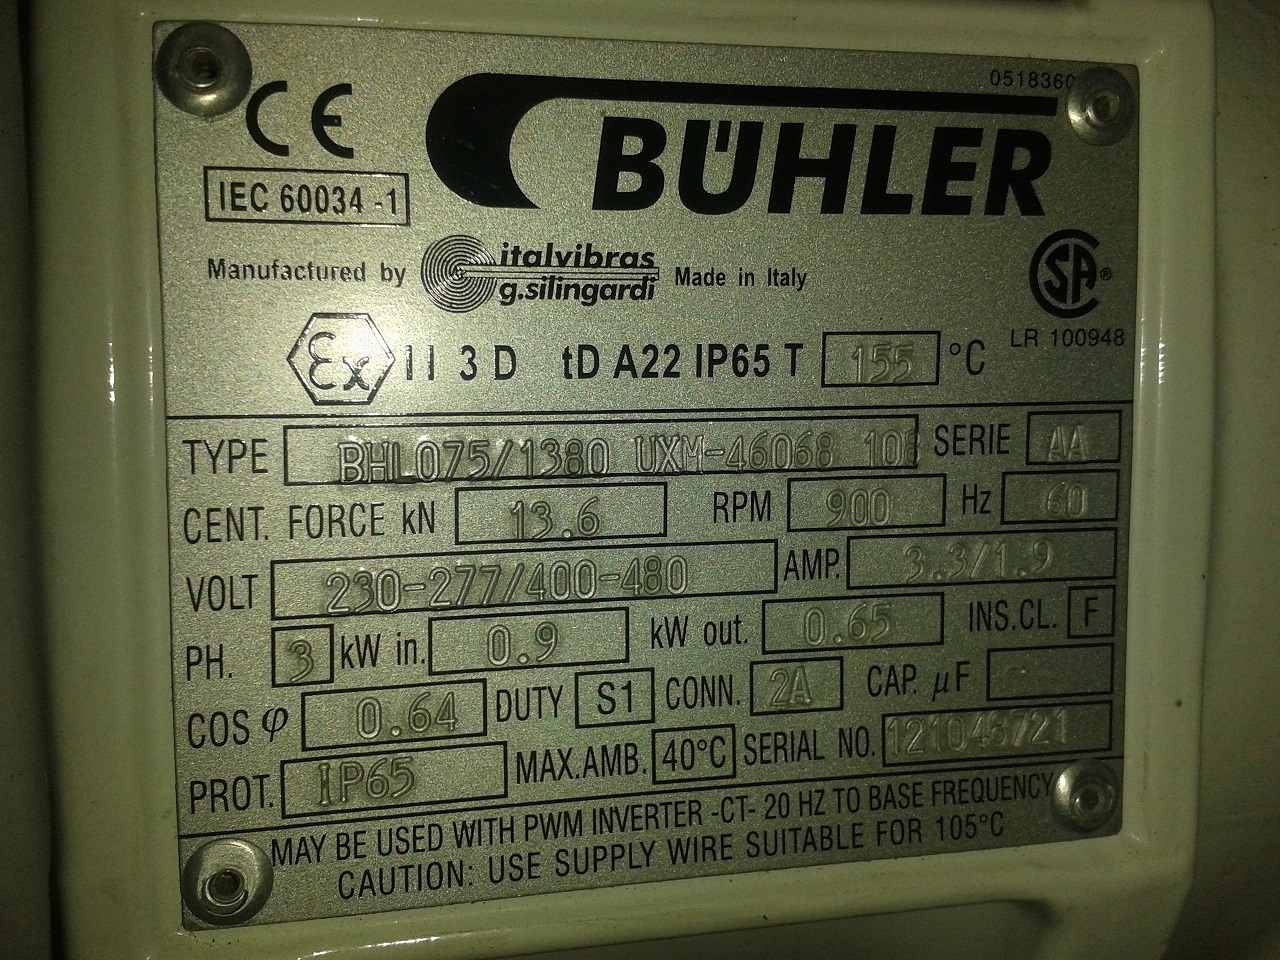 0518360
CE
BÜHLER
IEC 60034-1
Manufactured by italvibras g.silingardi Made in Italy
SA ®
LR 100948
Ex II 3 D tD A22 IP65 T 155 °C
TYPE BHL075/1380 UXM-46068 108 SERIE AA
CENT. FORCE kN 13.6 RPM 900 Hz 60
VOLT 230-277/400-480 AMP. 3.3/1.9
PH. 3 kW in. 0.9 kW out. 0.65 INS.CL. F
COS φ 0.64 DUTY S1 CONN. 2A CAP. µF -
PROT. IP65 MAX.AMB. 40°C SERIAL NO. 121043721
MAY BE USED WITH PWM INVERTER -CT- 20 HZ TO BASE FREQUENCY
CAUTION: USE SUPPLY WIRE SUITABLE FOR 105°C